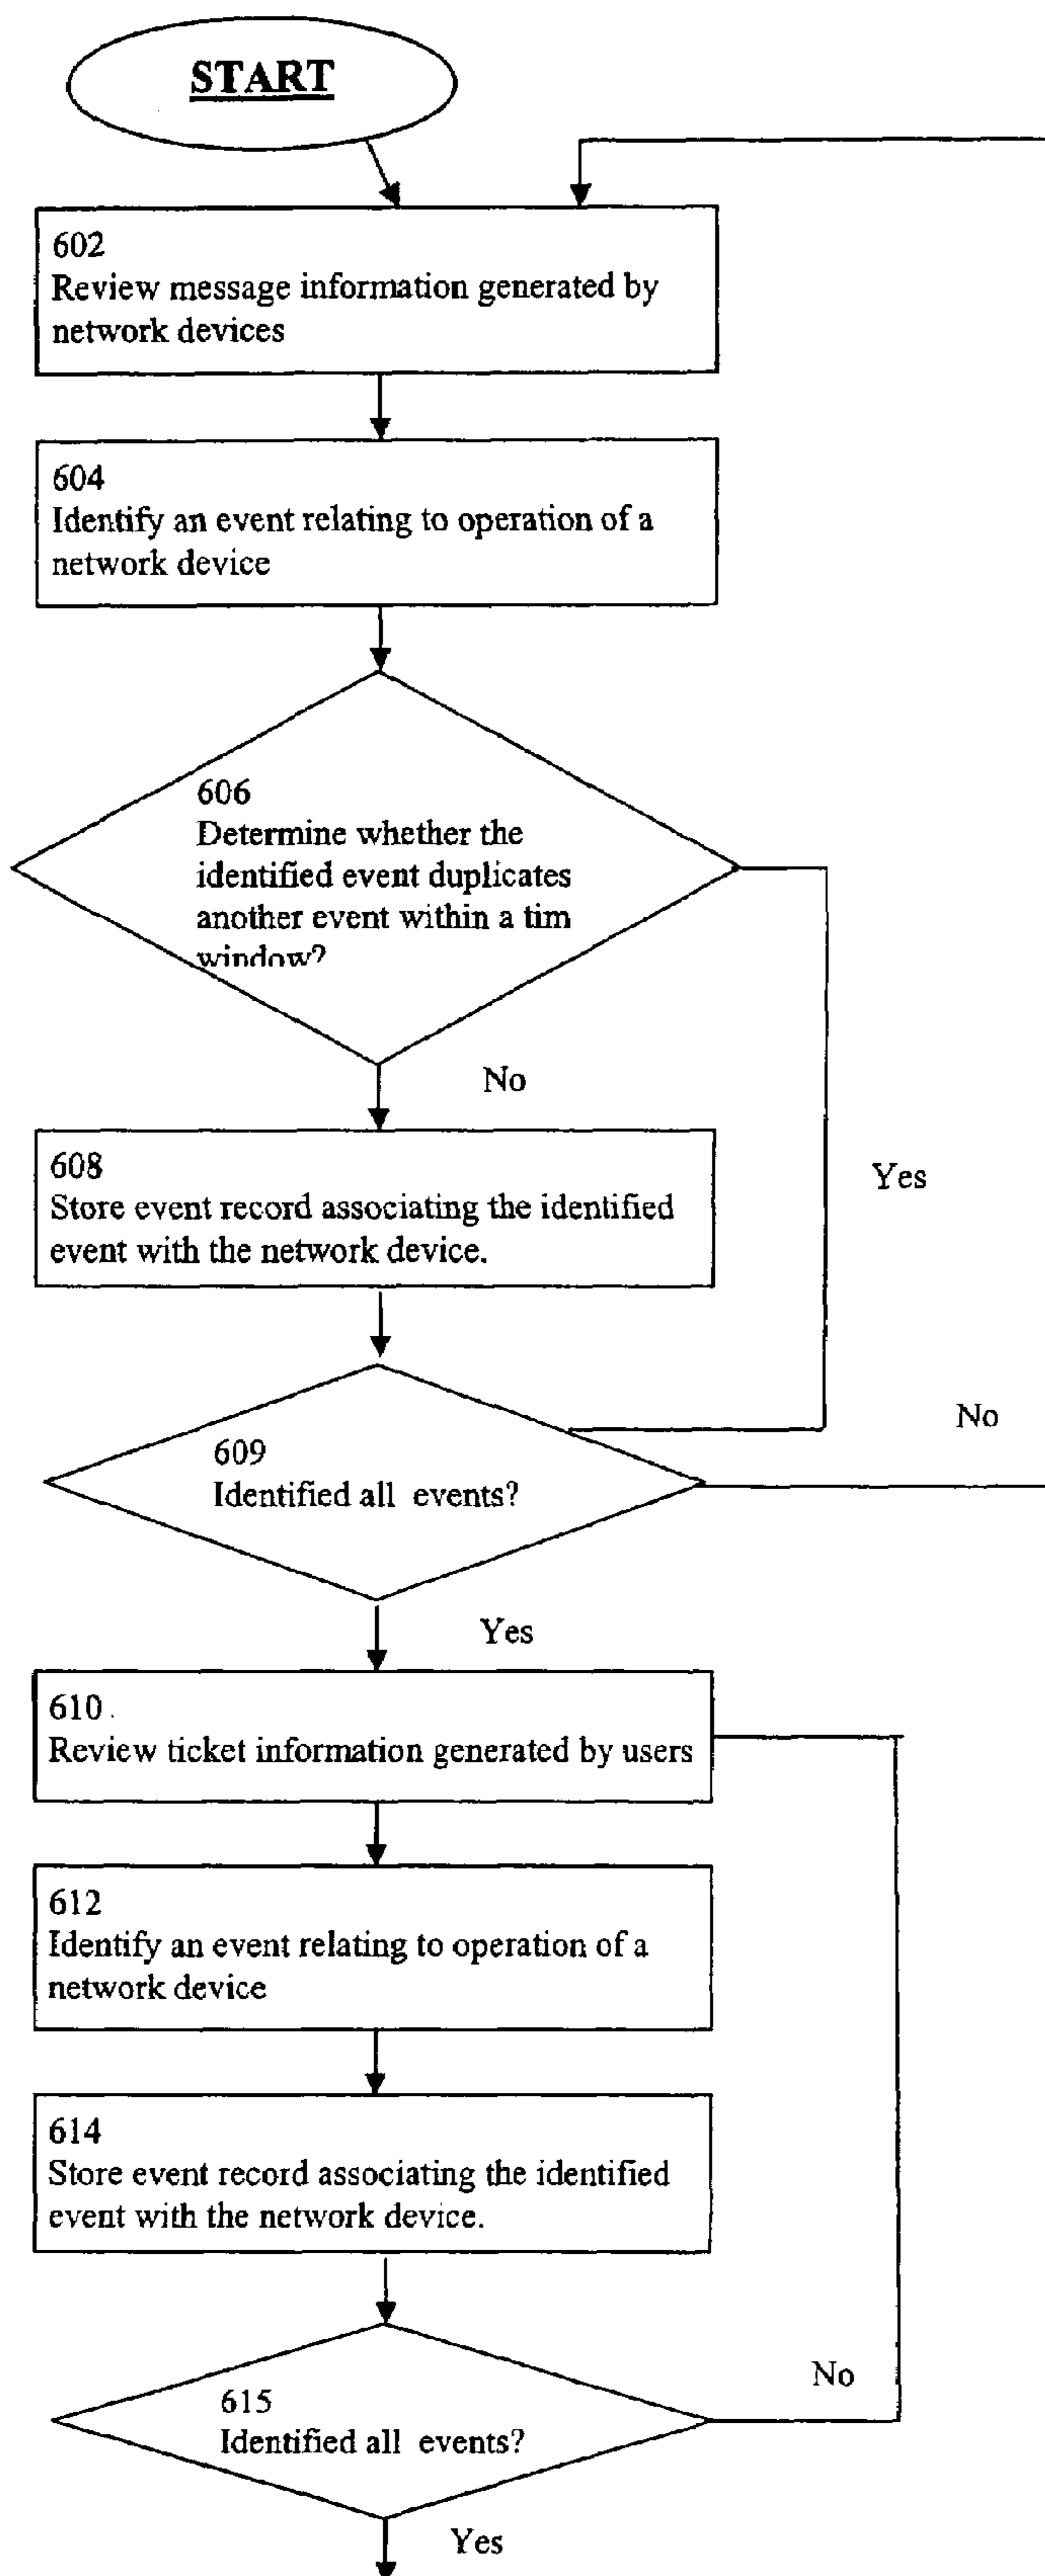 START
602
Review message information generated by
network devices
604
Identify an event relating to operation of a
network device
606
Determine whether the
identified event duplicates
another event within a tim
window?
No
608
Store event record associating the identified
event with the network device.
Yes
609
Identified all events?
No
Yes
610
Review ticket information generated by users
612
Identify an event relating to operation of a
network device
614
Store event record associating the identified
event with the network device.
615
Identified all events?
No
Yes